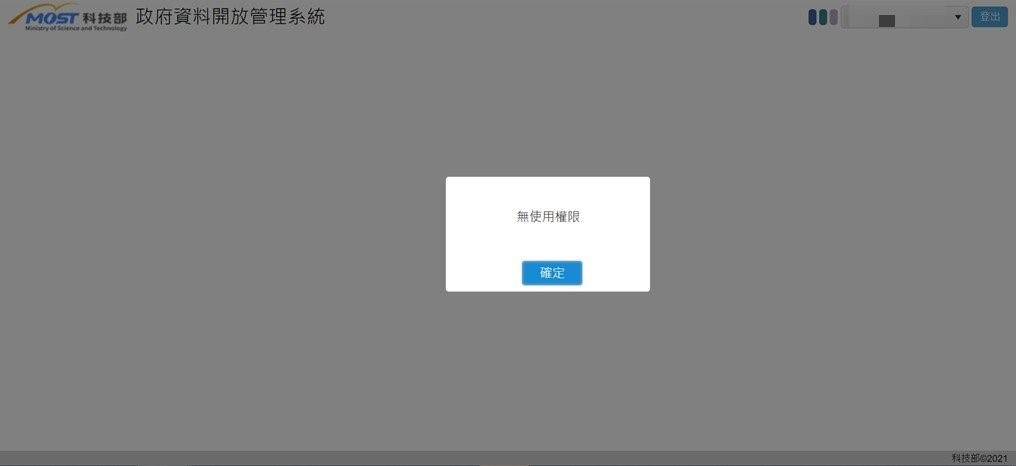 MOST 科技部 政府資料開放管理系統
Ministry of Science and Technology
登出
無使用權限
確定
科技部©2021